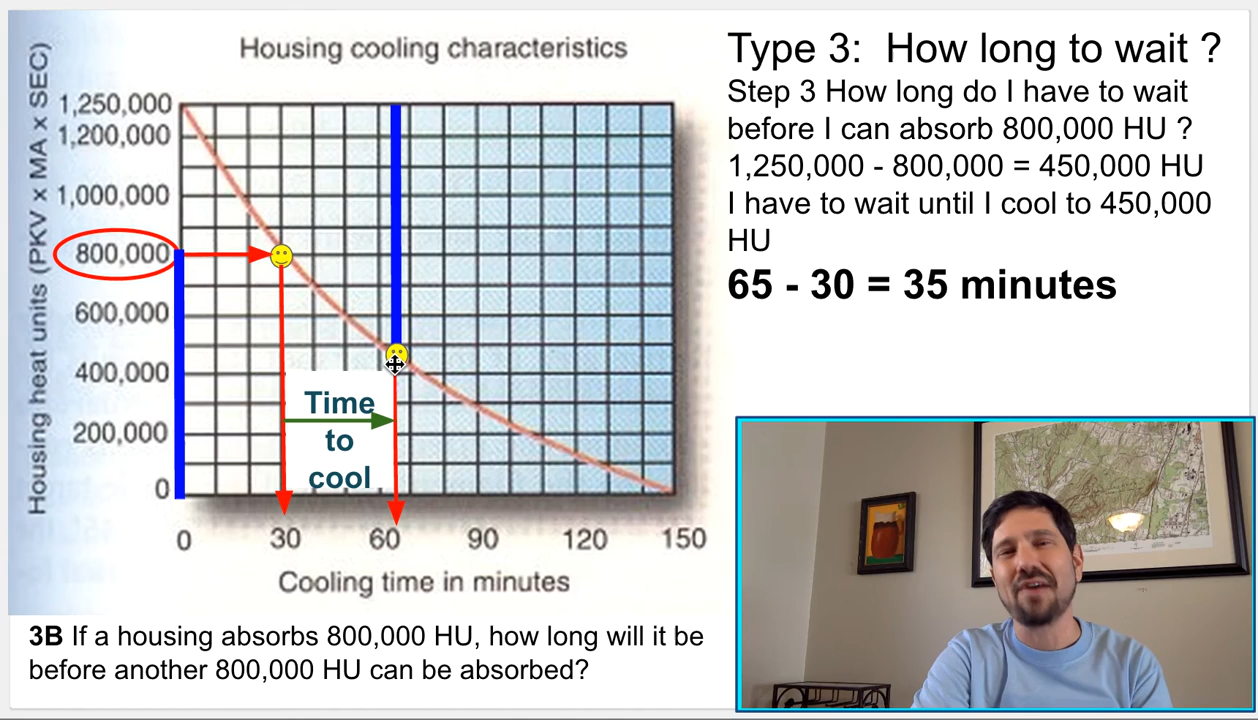 Housing cooling characteristics
Housing heat units (PKV x MA x SEC)
1,250,000
1,200,000
1,000,000
800,000
600,000
400,000
200,000
0
Time
to
cool
0 30 60 90 120 150
Cooling time in minutes
3B If a housing absorbs 800,000 HU, how long will it be
before another 800,000 HU can be absorbed?
Type 3: How long to wait ?
Step 3 How long do I have to wait
before I can absorb 800,000 HU ?
1,250,000 - 800,000 = 450,000 HU
I have to wait until I cool to 450,000
HU
65 - 30 = 35 minutes